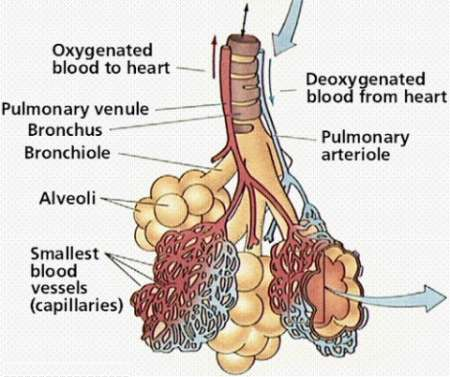 Oxygenated
blood to heart
Deoxygenated
blood from heart
Pulmonary venule
Bronchus
Bronchiole
Pulmonary
arteriole
Alveoli
Smallest
blood
vessels
(capillaries)